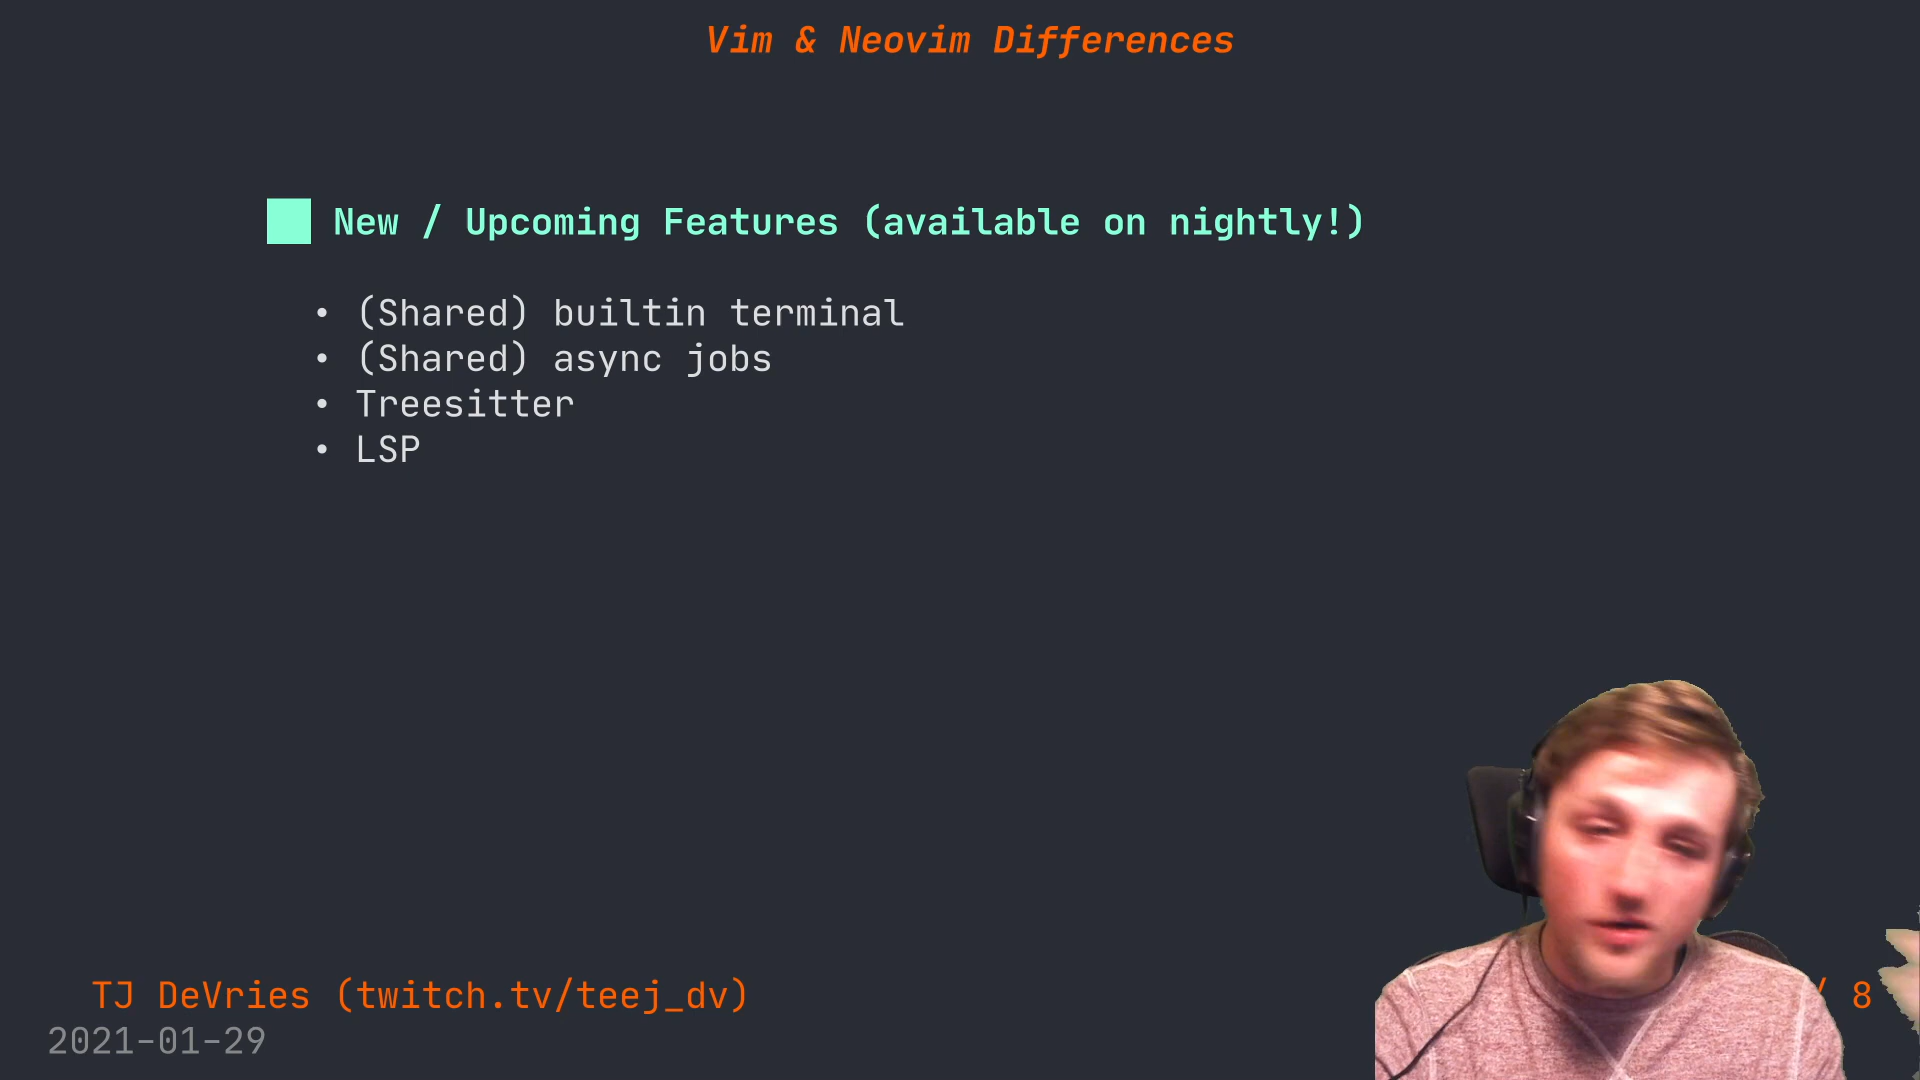 Vim & Neovim Differences
New / Upcoming Features (available on nightly!)
• (Shared) builtin terminal
• (Shared) async jobs
• Treesitter
• LSP
TJ DeVries (twitch.tv/teej_dv)
/ 8
2021-01-29